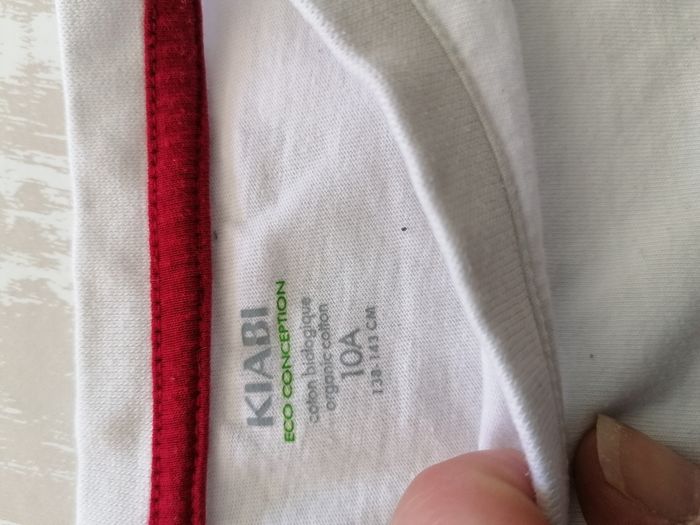 KIABI
ECO CONCEPTION
coton biologique
organic cotton
10A
138-143 CM